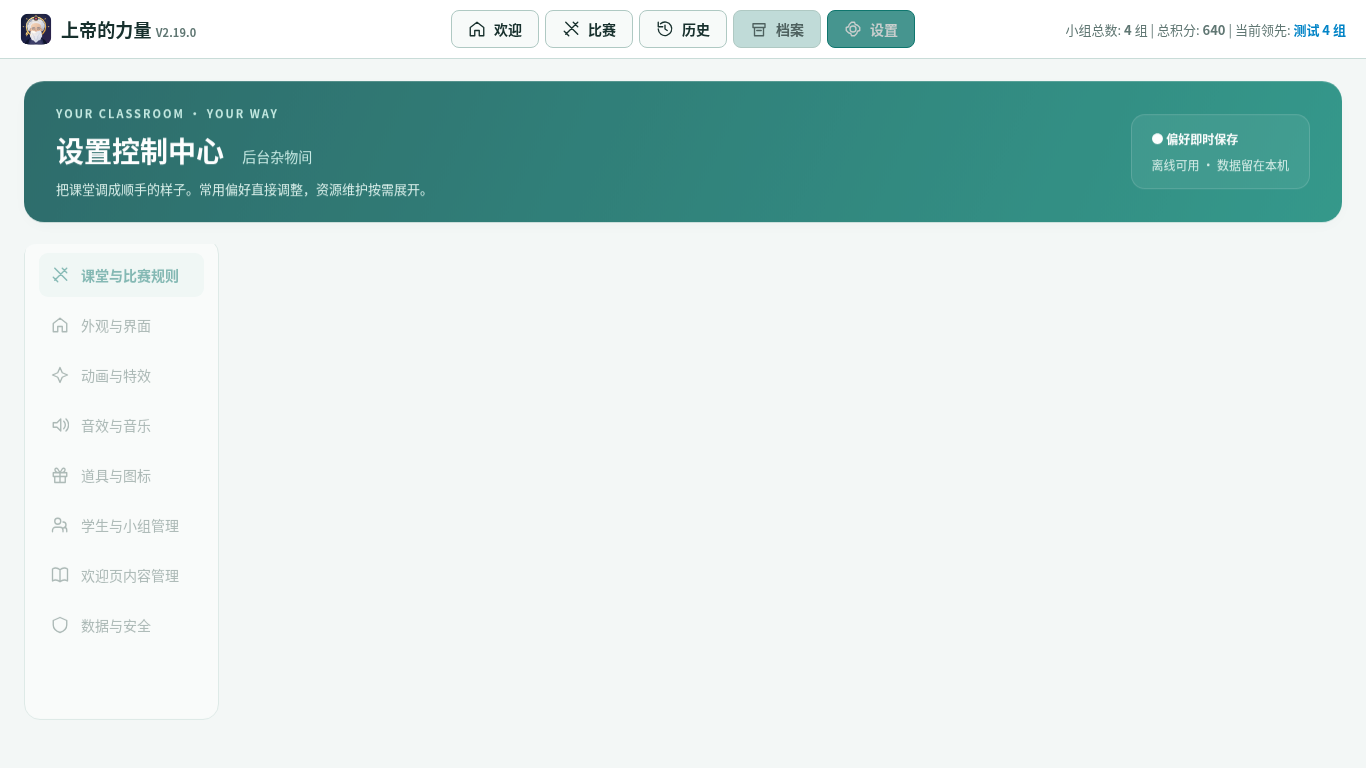 上帝的力量 V2.19.0
欢迎
比赛
历史
档案
设置
小组总数: 4 组 | 总积分: 640 | 当前领先: 测试 4 组
YOUR CLASSROOM · YOUR WAY
设置控制中心 后台杂物间
把课堂调成顺手的样子。常用偏好直接调整，资源维护按需展开。
偏好即时保存
离线可用 · 数据留在本机
课堂与比赛规则
外观与界面
动画与特效
音效与音乐
道具与图标
学生与小组管理
欢迎页内容管理
数据与安全